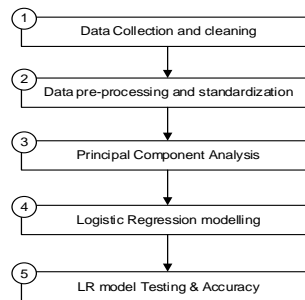 1
Data Collection and cleaning
2
Data pre-processing and standardization
3
Principal Component Analysis
4
Logistic Regression modelling
5
LR model Testing & Accuracy